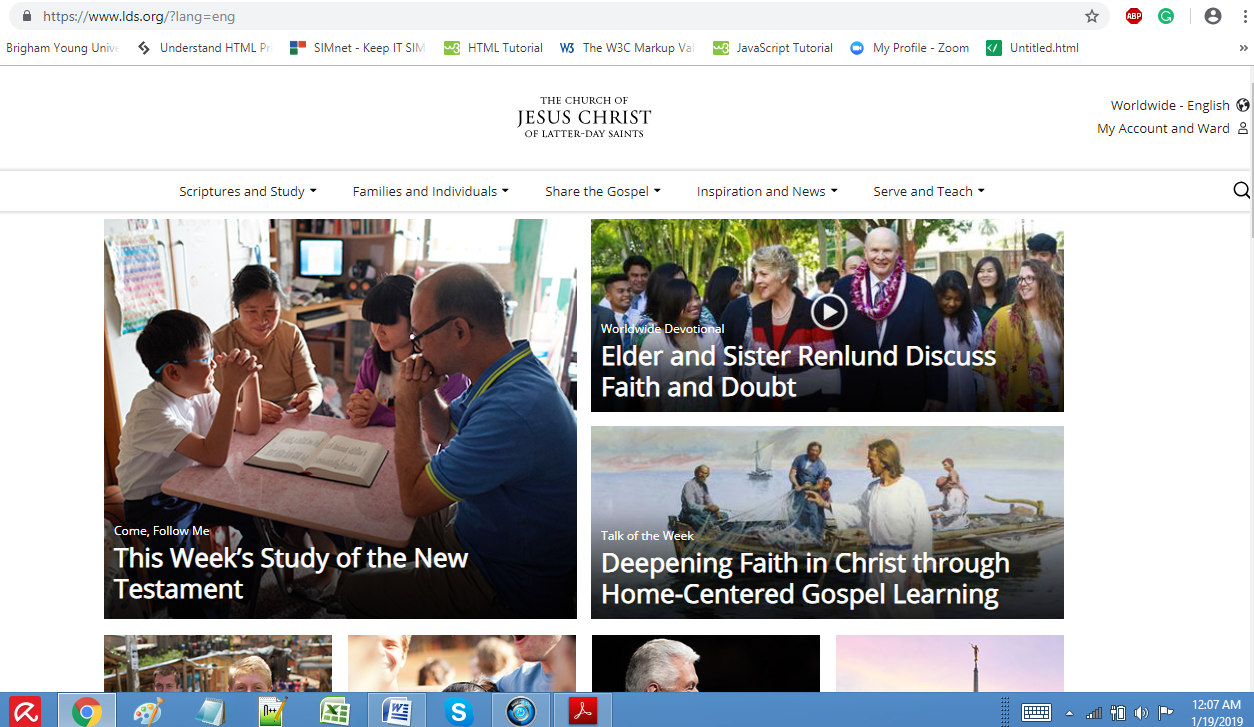 https://www.lds.org/?lang=eng
ABP
Brigham Young Unive
Understand HTML Pri
SIMnet - Keep IT SIM
HTML Tutorial
W3 The W3C Markup Val
JavaScript Tutorial
My Profile - Zoom
Untitled.html
»
THE CHURCH OF
JESUS CHRIST
OF LATTER-DAY SAINTS
Worldwide - English
My Account and Ward
Scriptures and Study
Families and Individuals
Share the Gospel
Inspiration and News
Serve and Teach
Come, Follow Me
This Week’s Study of the New
Testament
Worldwide Devotional
Elder and Sister Renlund Discuss
Faith and Doubt
Talk of the Week
Deepening Faith in Christ through
Home-Centered Gospel Learning
12:07 AM
1/19/2019